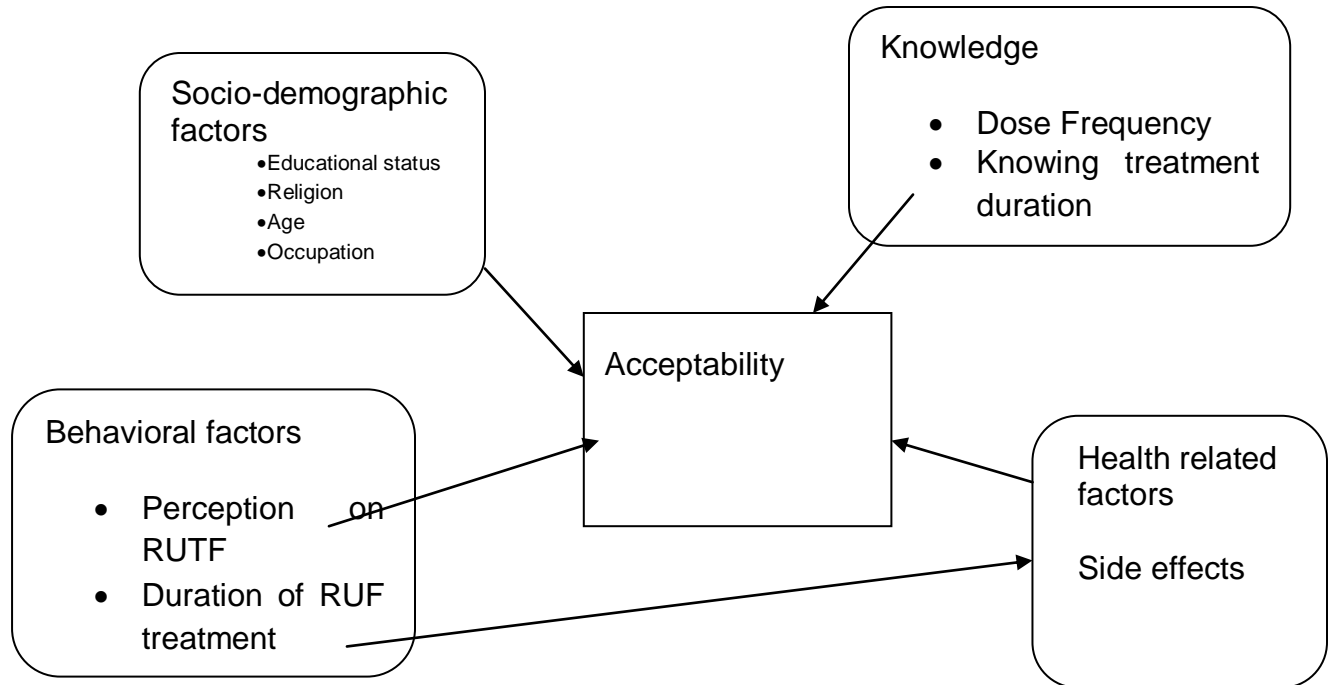 Socio-demographic
factors
•Educational status
•Religion
•Age
•Occupation
Knowledge
• Dose Frequency
• Knowing treatment
duration
Acceptability
Behavioral factors
• Perception on
RUTF
• Duration of RUF
treatment
Health related
factors
Side effects